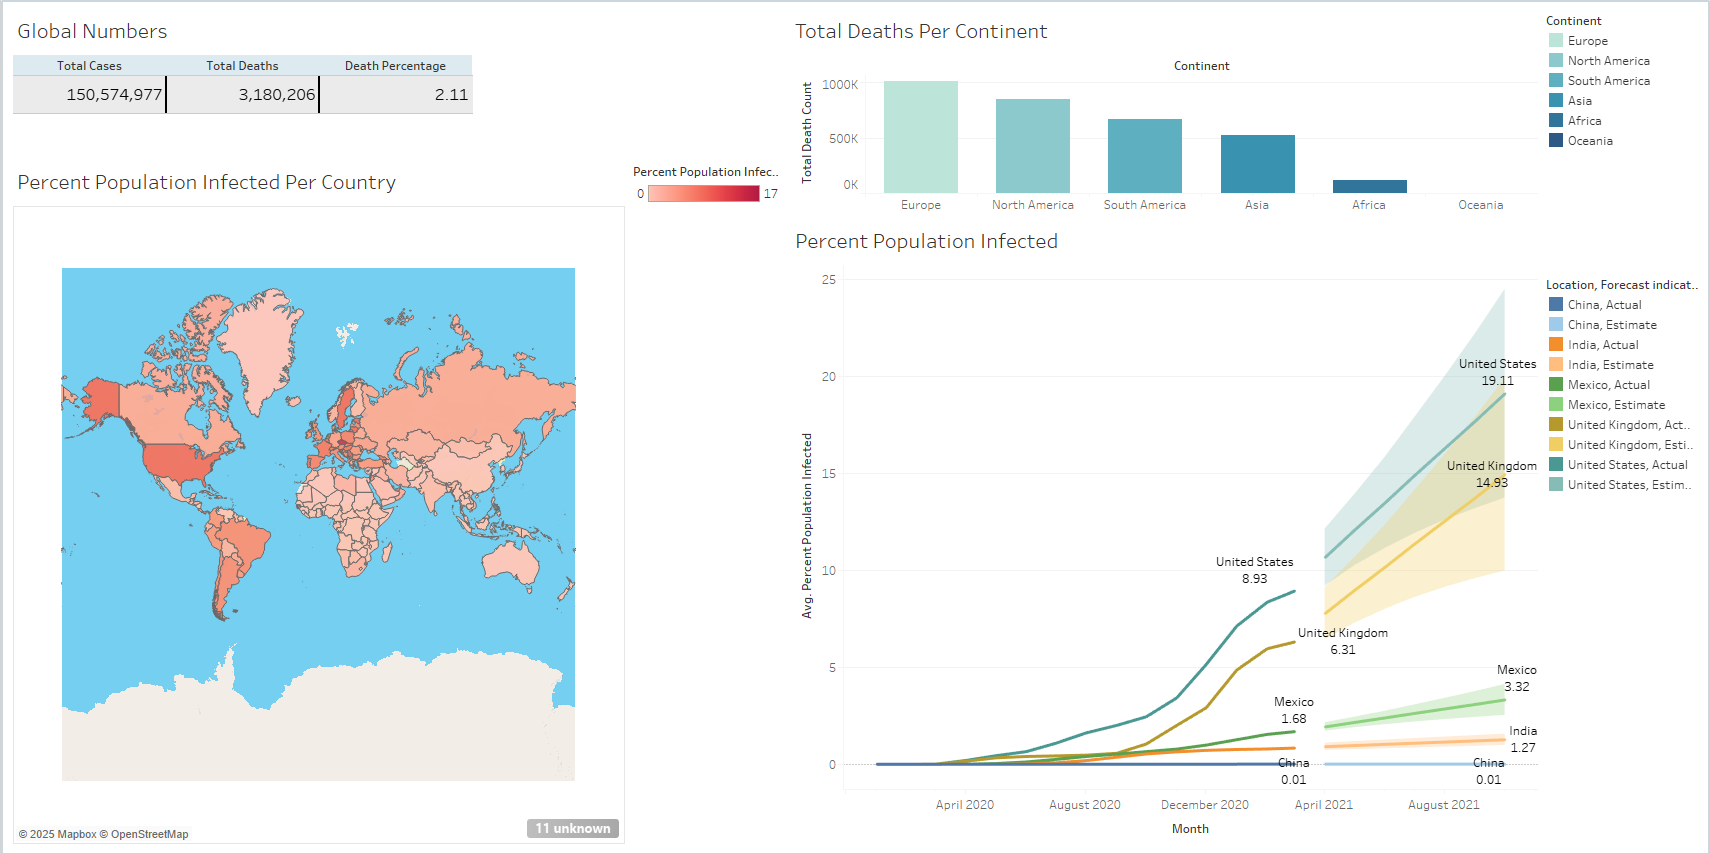 Global Numbers
Total Cases
Total Deaths
Death Percentage
150,574,977
3,180,206
2.11
Percent Population Infected Per Country
Percent Population Infec..
0
17
© 2025 Mapbox © OpenStreetMap
11 unknown
Total Deaths Per Continent
Continent
Total Death Count
1000K
500K
0K
Europe
North America
South America
Asia
Africa
Oceania
Continent
Europe
North America
South America
Asia
Africa
Oceania
Percent Population Infected
Avg. Percent Population Infected
25
20
15
10
5
0
United States
19.11
United Kingdom
14.93
United States
8.93
United Kingdom
6.31
Mexico
3.32
Mexico
1.68
India
1.27
China
0.01
China
0.01
April 2020
August 2020
December 2020
April 2021
August 2021
Month
Location, Forecast indicat..
China, Actual
China, Estimate
India, Actual
India, Estimate
Mexico, Actual
Mexico, Estimate
United Kingdom, Act..
United Kingdom, Esti..
United States, Actual
United States, Estim..